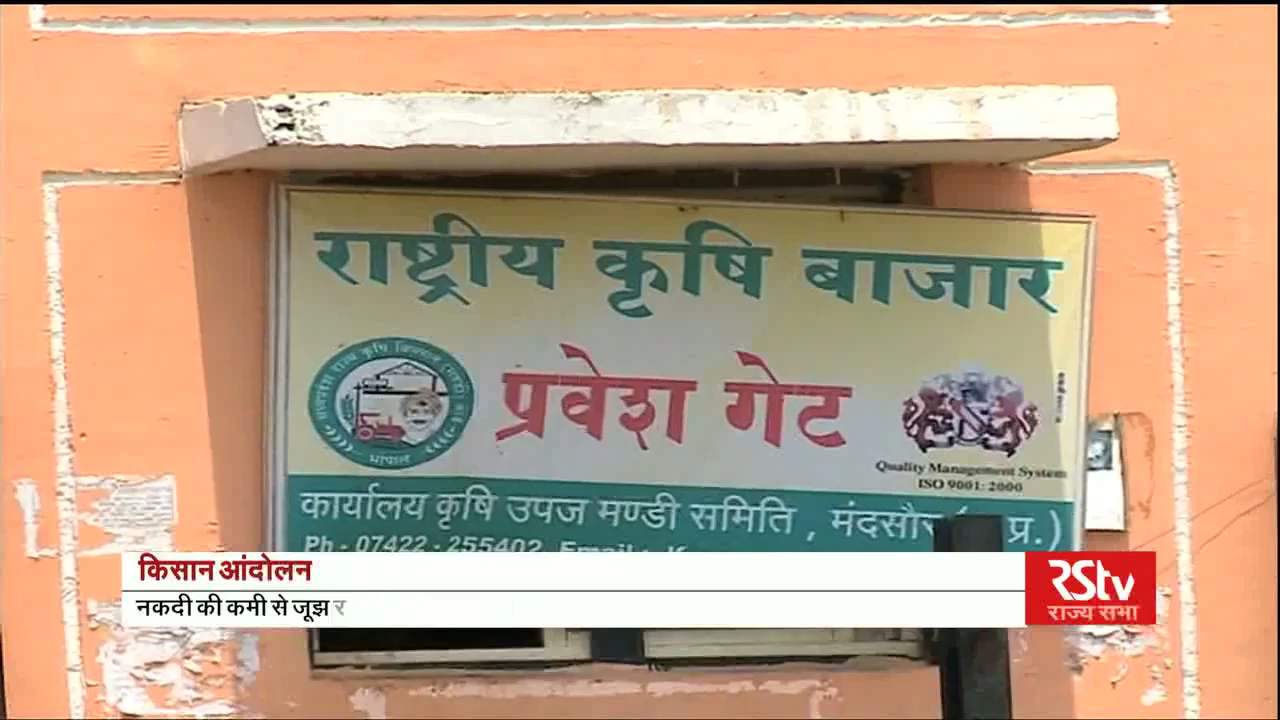 राष्ट्रीय कृषि बाजार
प्रवेश गेट
भोपाल
Quality Management System
ISO 9001: 2000
कार्यालय कृषि उपज मण्डी समिति , मंदसौर प्र.)
Ph - 07422 - 255402
किसान आंदोलन
नकदी की कमी से जूझ र
RStv
राज्य सभा